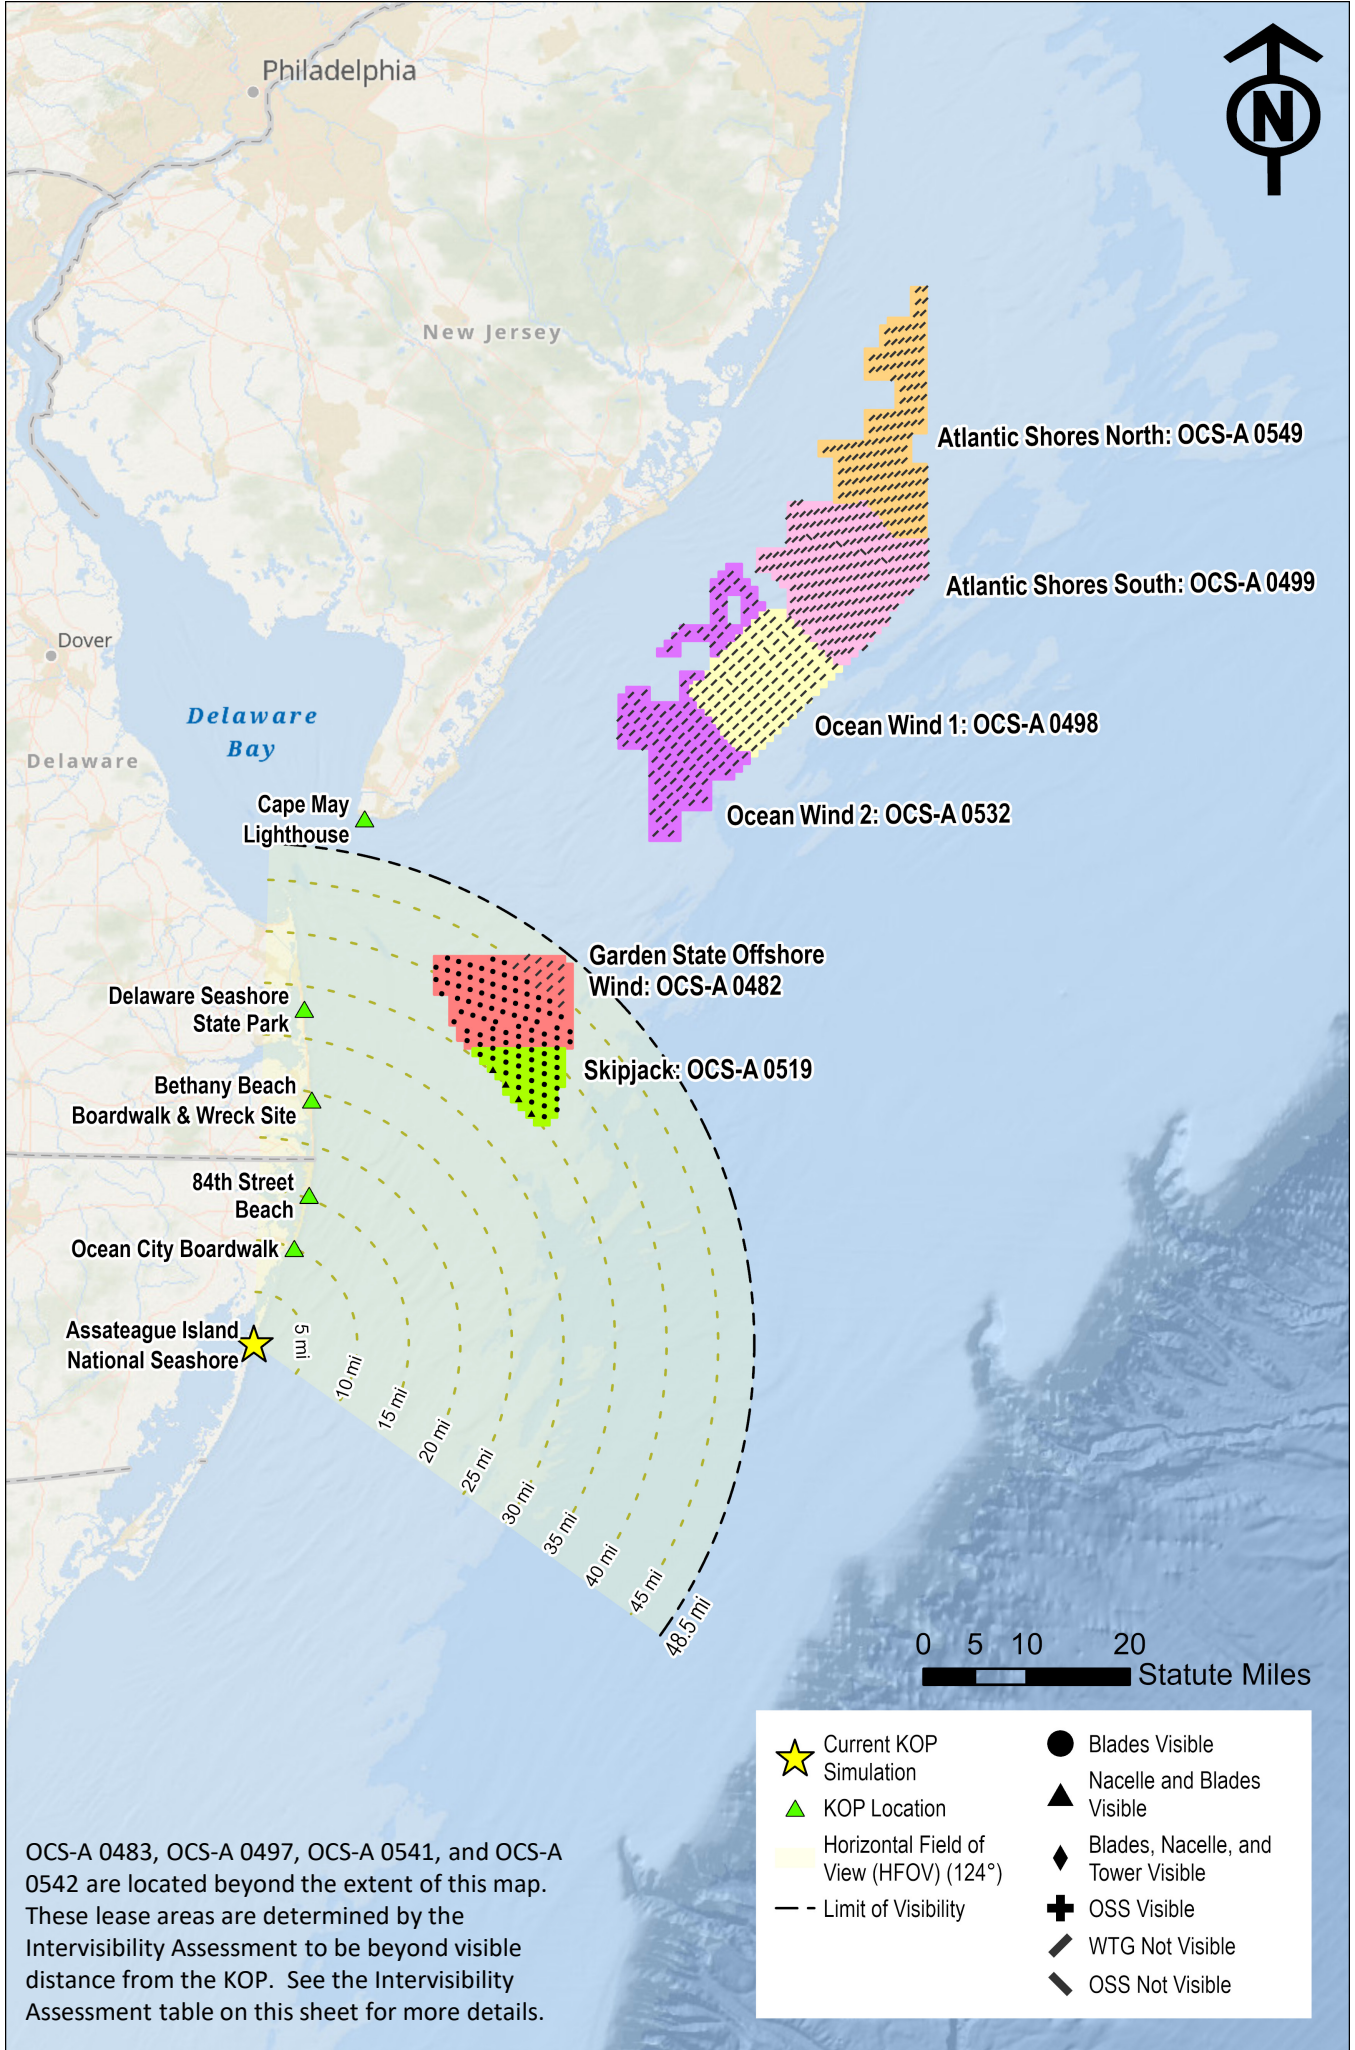 Philadelphia
N
New Jersey
Atlantic Shores North: OCS-A 0549
Atlantic Shores South: OCS-A 0499
Dover
Delaware
Bay
Delaware
Ocean Wind 1: OCS-A 0498
Cape May
Lighthouse
Ocean Wind 2: OCS-A 0532
Garden State Offshore
Wind: OCS-A 0482
Delaware Seashore
State Park
Skipjack: OCS-A 0519
Bethany Beach
Boardwalk & Wreck Site
84th Street
Beach
Ocean City Boardwalk
Assateague Island
National Seashore
5 mi
10 mi
15 mi
20 mi
25 mi
30 mi
35 mi
40 mi
45 mi
48.5 mi
0 5 10 20
Statute Miles
Current KOP
Simulation
KOP Location
Horizontal Field of
View (HFOV) (124°)
Limit of Visibility
Blades Visible
Nacelle and Blades
Visible
Blades, Nacelle, and
Tower Visible
OSS Visible
WTG Not Visible
OSS Not Visible
OCS-A 0483, OCS-A 0497, OCS-A 0541, and OCS-A
0542 are located beyond the extent of this map.
These lease areas are determined by the
Intervisibility Assessment to be beyond visible
distance from the KOP.  See the Intervisibility
Assessment table on this sheet for more details.